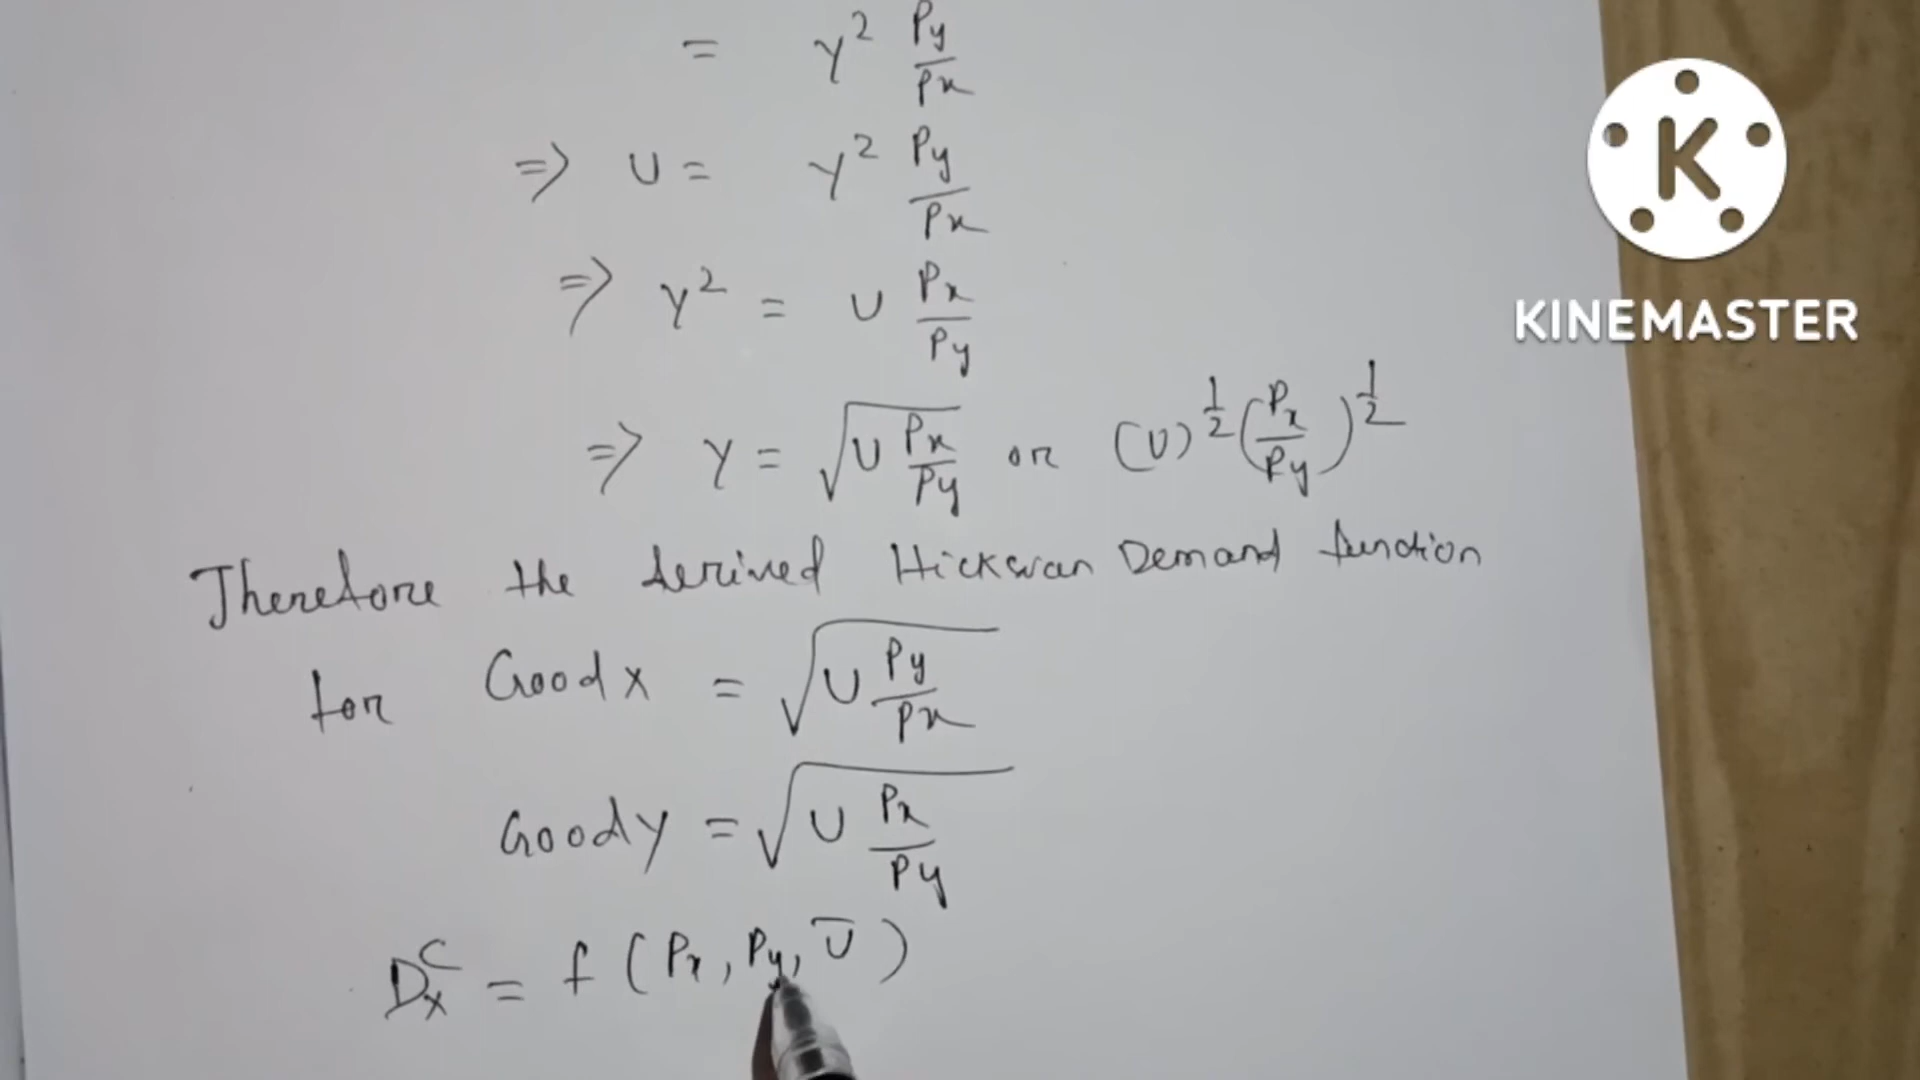 = y² Py/Px
⇒ U = y² Py/Px
⇒ y² = U Px/Py
⇒ y = √(U Px/Py) or (U)^½ (Px/Py)^½
Therefore the derived Hicksian Demand function
for Good x = √(U Py/Px)
Good y = √(U Px/Py)
D_x^C = f (Px, Py, Ū)
K
KINEMASTER